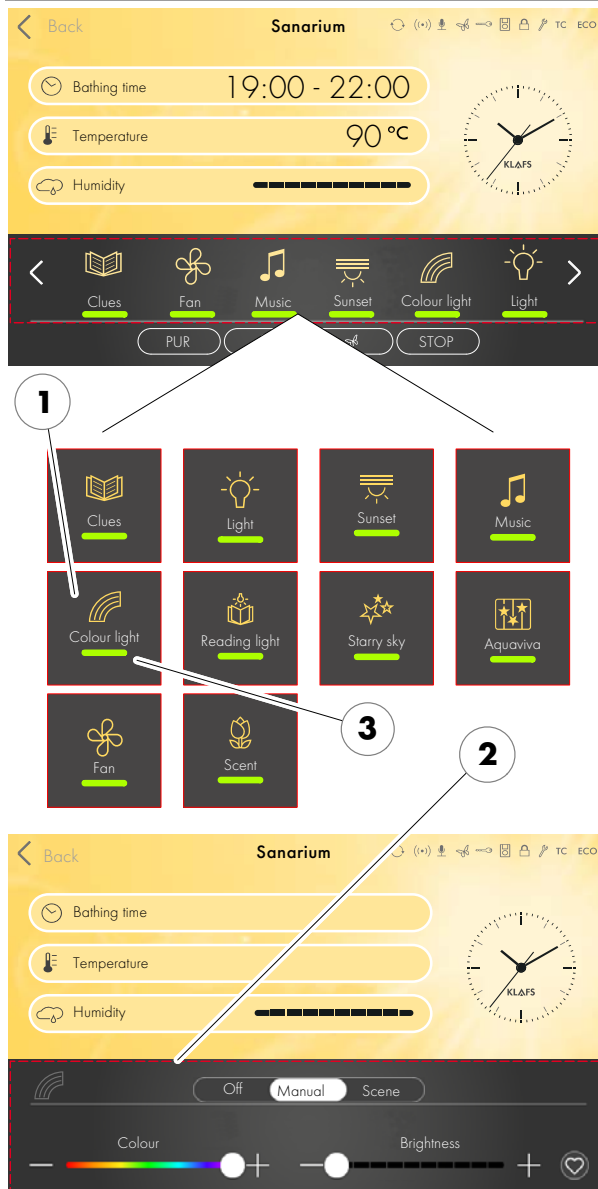 Back Sanarium TC ECO
Bathing time 19:00 - 22:00
Temperature 90 °C
KLAFS
Humidity
Clues Fan Music Sunset Colour light Light
PUR STOP
1
Clues Light Sunset Music
Colour light Reading light Starry sky Aquaviva
3
2
Fan Scent
Back Sanarium TC ECO
Bathing time
Temperature
KLAFS
Humidity
Off Manual Scene
Colour Brightness